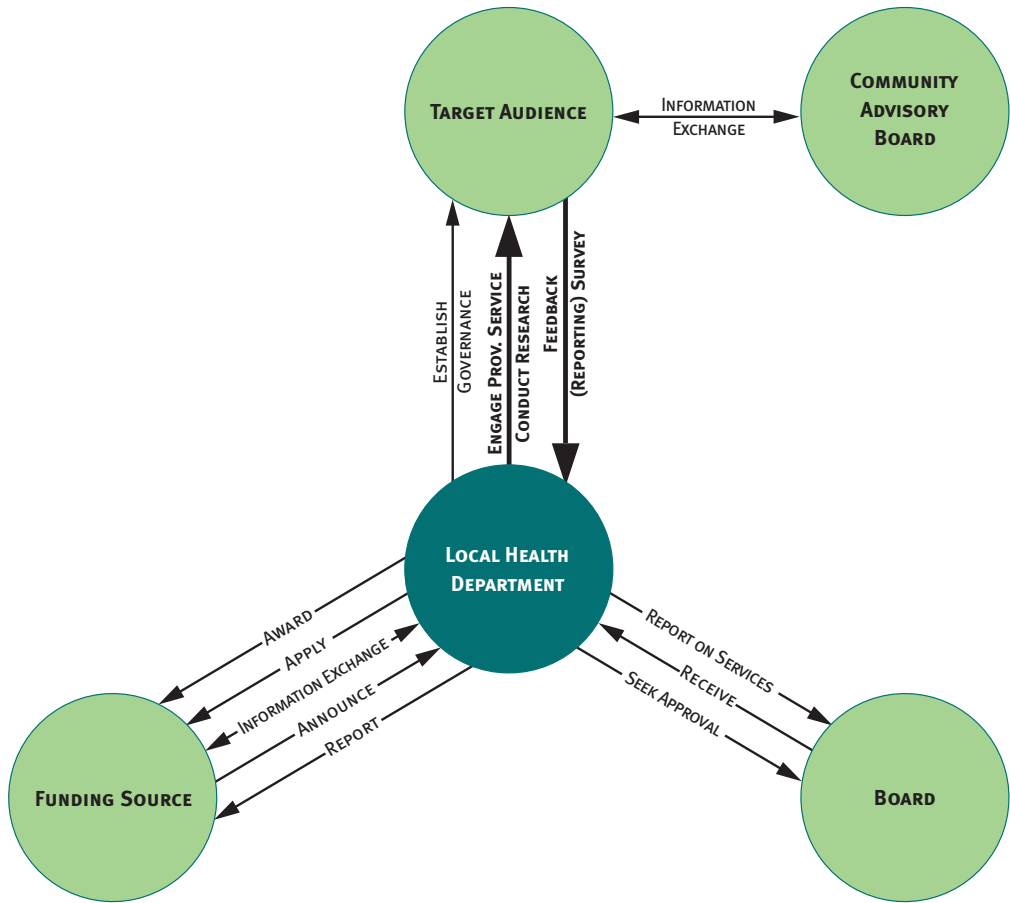 Target Audience
Information
Exchange
Community
Advisory
Board
Establish
Governance
Engage Prov. Service
Conduct Research
Feedback
(Reporting) Survey
Local Health
Department
Award
Apply
Information Exchange
Announce
Report
Report on Services
Receive
Seek Approval
Funding Source
Board